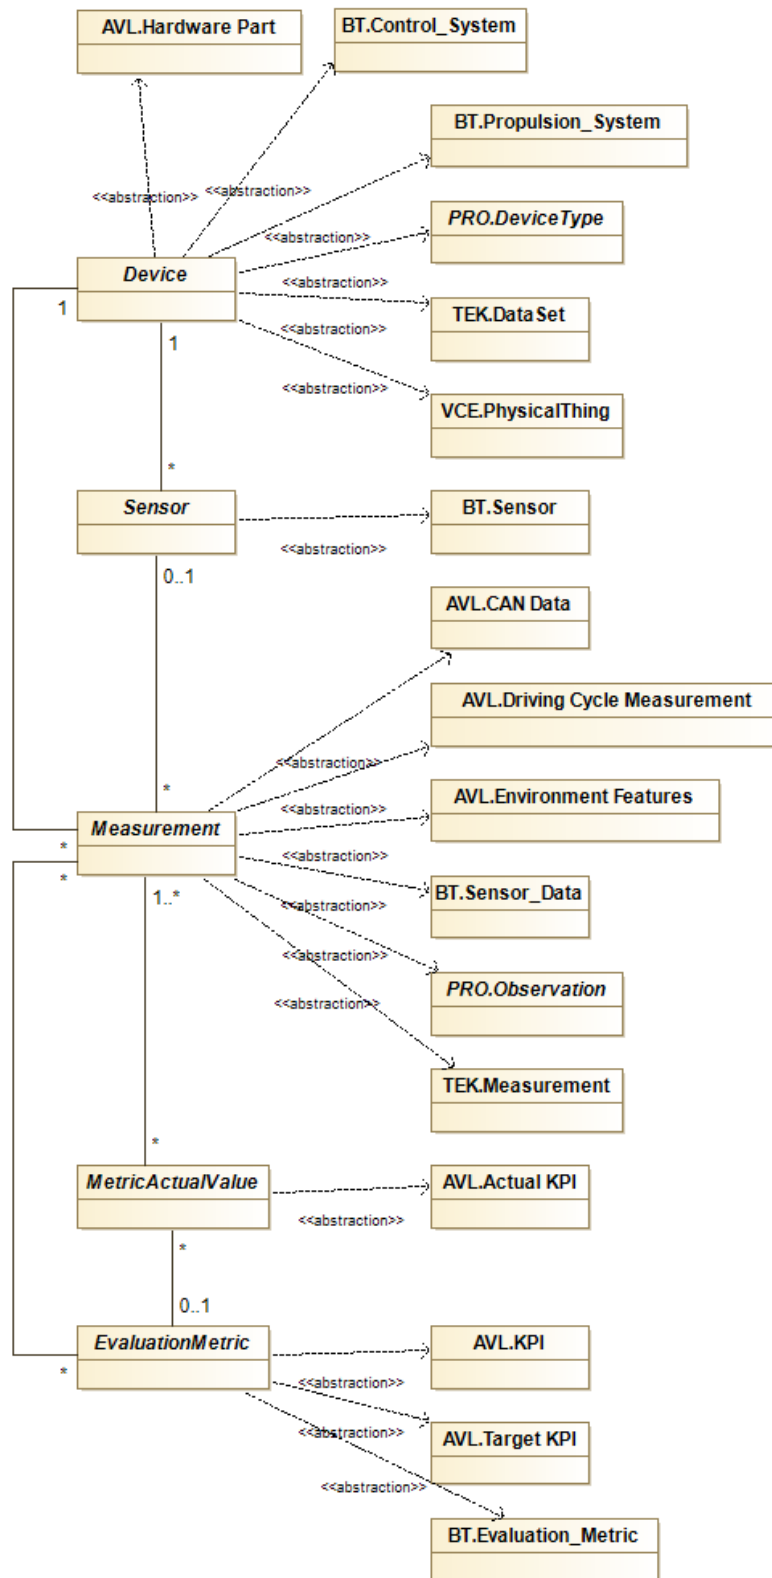 AVL.Hardware Part
BT.Control_System
BT.Propulsion_System
<<abstraction>>
<<abstraction>>
PRO.DeviceType
<<abstraction>>
Device
1
1
TEK.DataSet
<<abstraction>>
<<abstraction>>
VCE.PhysicalThing
*
Sensor
BT.Sensor
<<abstraction>>
0..1
AVL.CAN Data
AVL.Driving Cycle Measurement
<<abstraction>>
*
AVL.Environment Features
<<abstraction>>
Measurement
*
*
<<abstraction>>
1..*
BT.Sensor_Data
<<abstraction>>
<<abstraction>>
PRO.Observation
<<abstraction>>
TEK.Measurement
*
MetricActualValue
AVL.Actual KPI
<<abstraction>>
*
0..1
EvaluationMetric
AVL.KPI
*
<<abstraction>>
<<abstraction>>
AVL.Target KPI
<<abstraction>>
BT.Evaluation_Metric